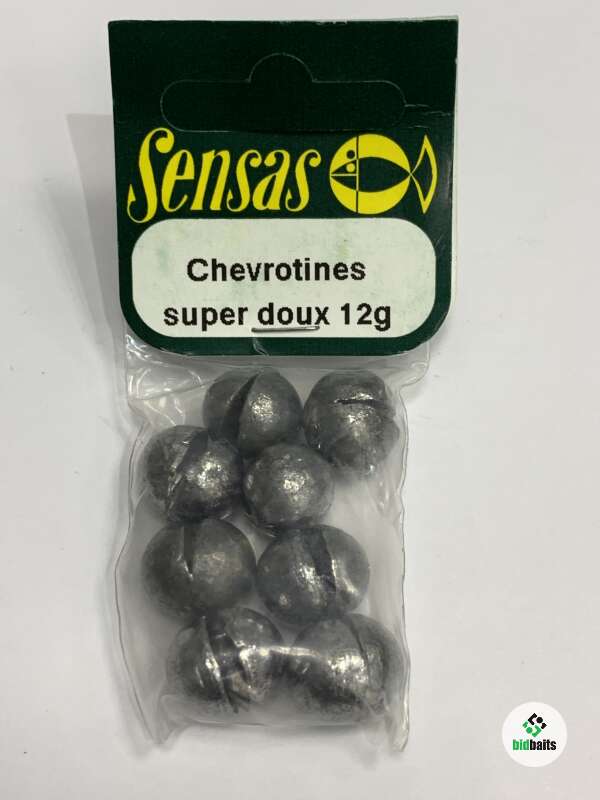 Sensas
Chevrotines
super doux 12g
bidbaits